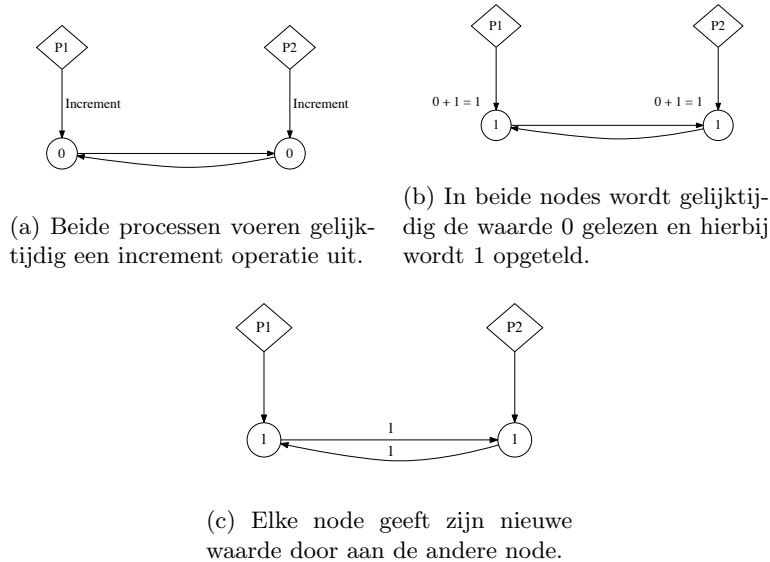 P1
P2
Increment
Increment
0
0
(a) Beide processen voeren gelijk-
tijdig een increment operatie uit.
P1
P2
0 + 1 = 1
0 + 1 = 1
1
1
(b) In beide nodes wordt gelijktij-
dig de waarde 0 gelezen en hierbij
wordt 1 opgeteld.
P1
P2
1
1
1
1
(c) Elke node geeft zijn nieuwe
waarde door aan de andere node.